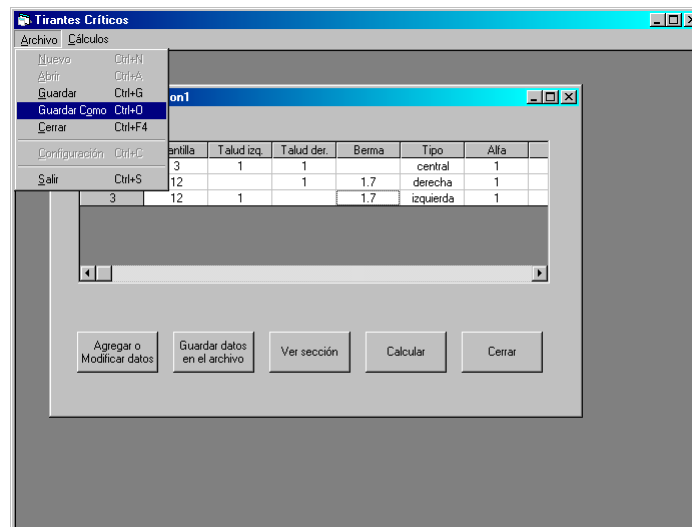 Tirantes Críticos
Archivo Cálculos
Nuevo Ctrl+N
Abrir Ctrl+A
Guardar Ctrl+G
Guardar Como Ctrl+O
Cerrar Ctrl+F4
Configuración Ctrl+C
Salir Ctrl+S
on1
antilla Talud izq. Talud der. Berma Tipo Alfa
3 1 1 central 1
12 1 1.7 derecha 1
3 12 1 1.7 izquierda 1
Agregar o
Modificar datos
Guardar datos
en el archivo
Ver sección
Calcular
Cerrar